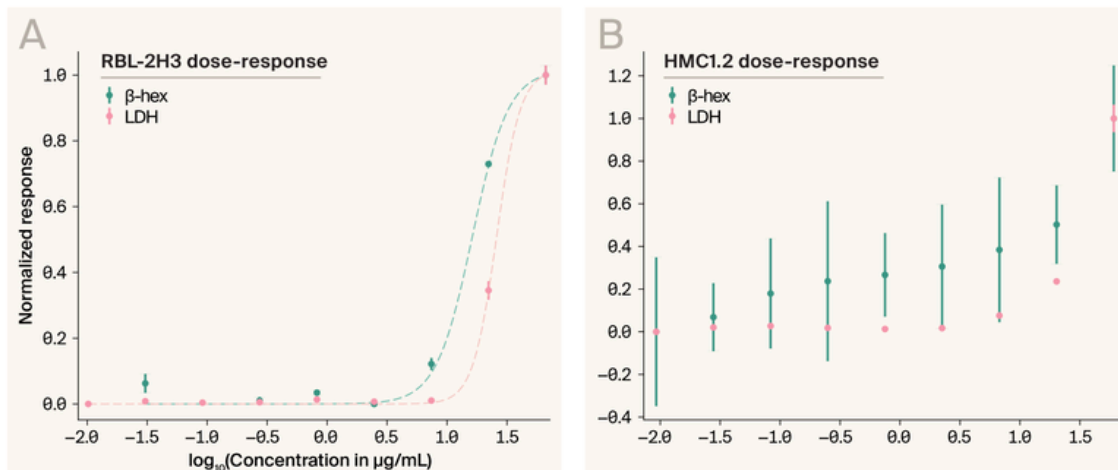 A
RBL-2H3 dose-response
β-hex
LDH
1.0
0.8
0.6
0.4
0.2
0.0
Normalized response
−2.0 −1.5 −1.0 −0.5 0.0 0.5 1.0 1.5
log₁₀(Concentration in μg/mL)
B
HMC1.2 dose-response
β-hex
LDH
1.2
1.0
0.8
0.6
0.4
0.2
0.0
−0.2
−0.4
−2.0 −1.5 −1.0 −0.5 0.0 0.5 1.0 1.5